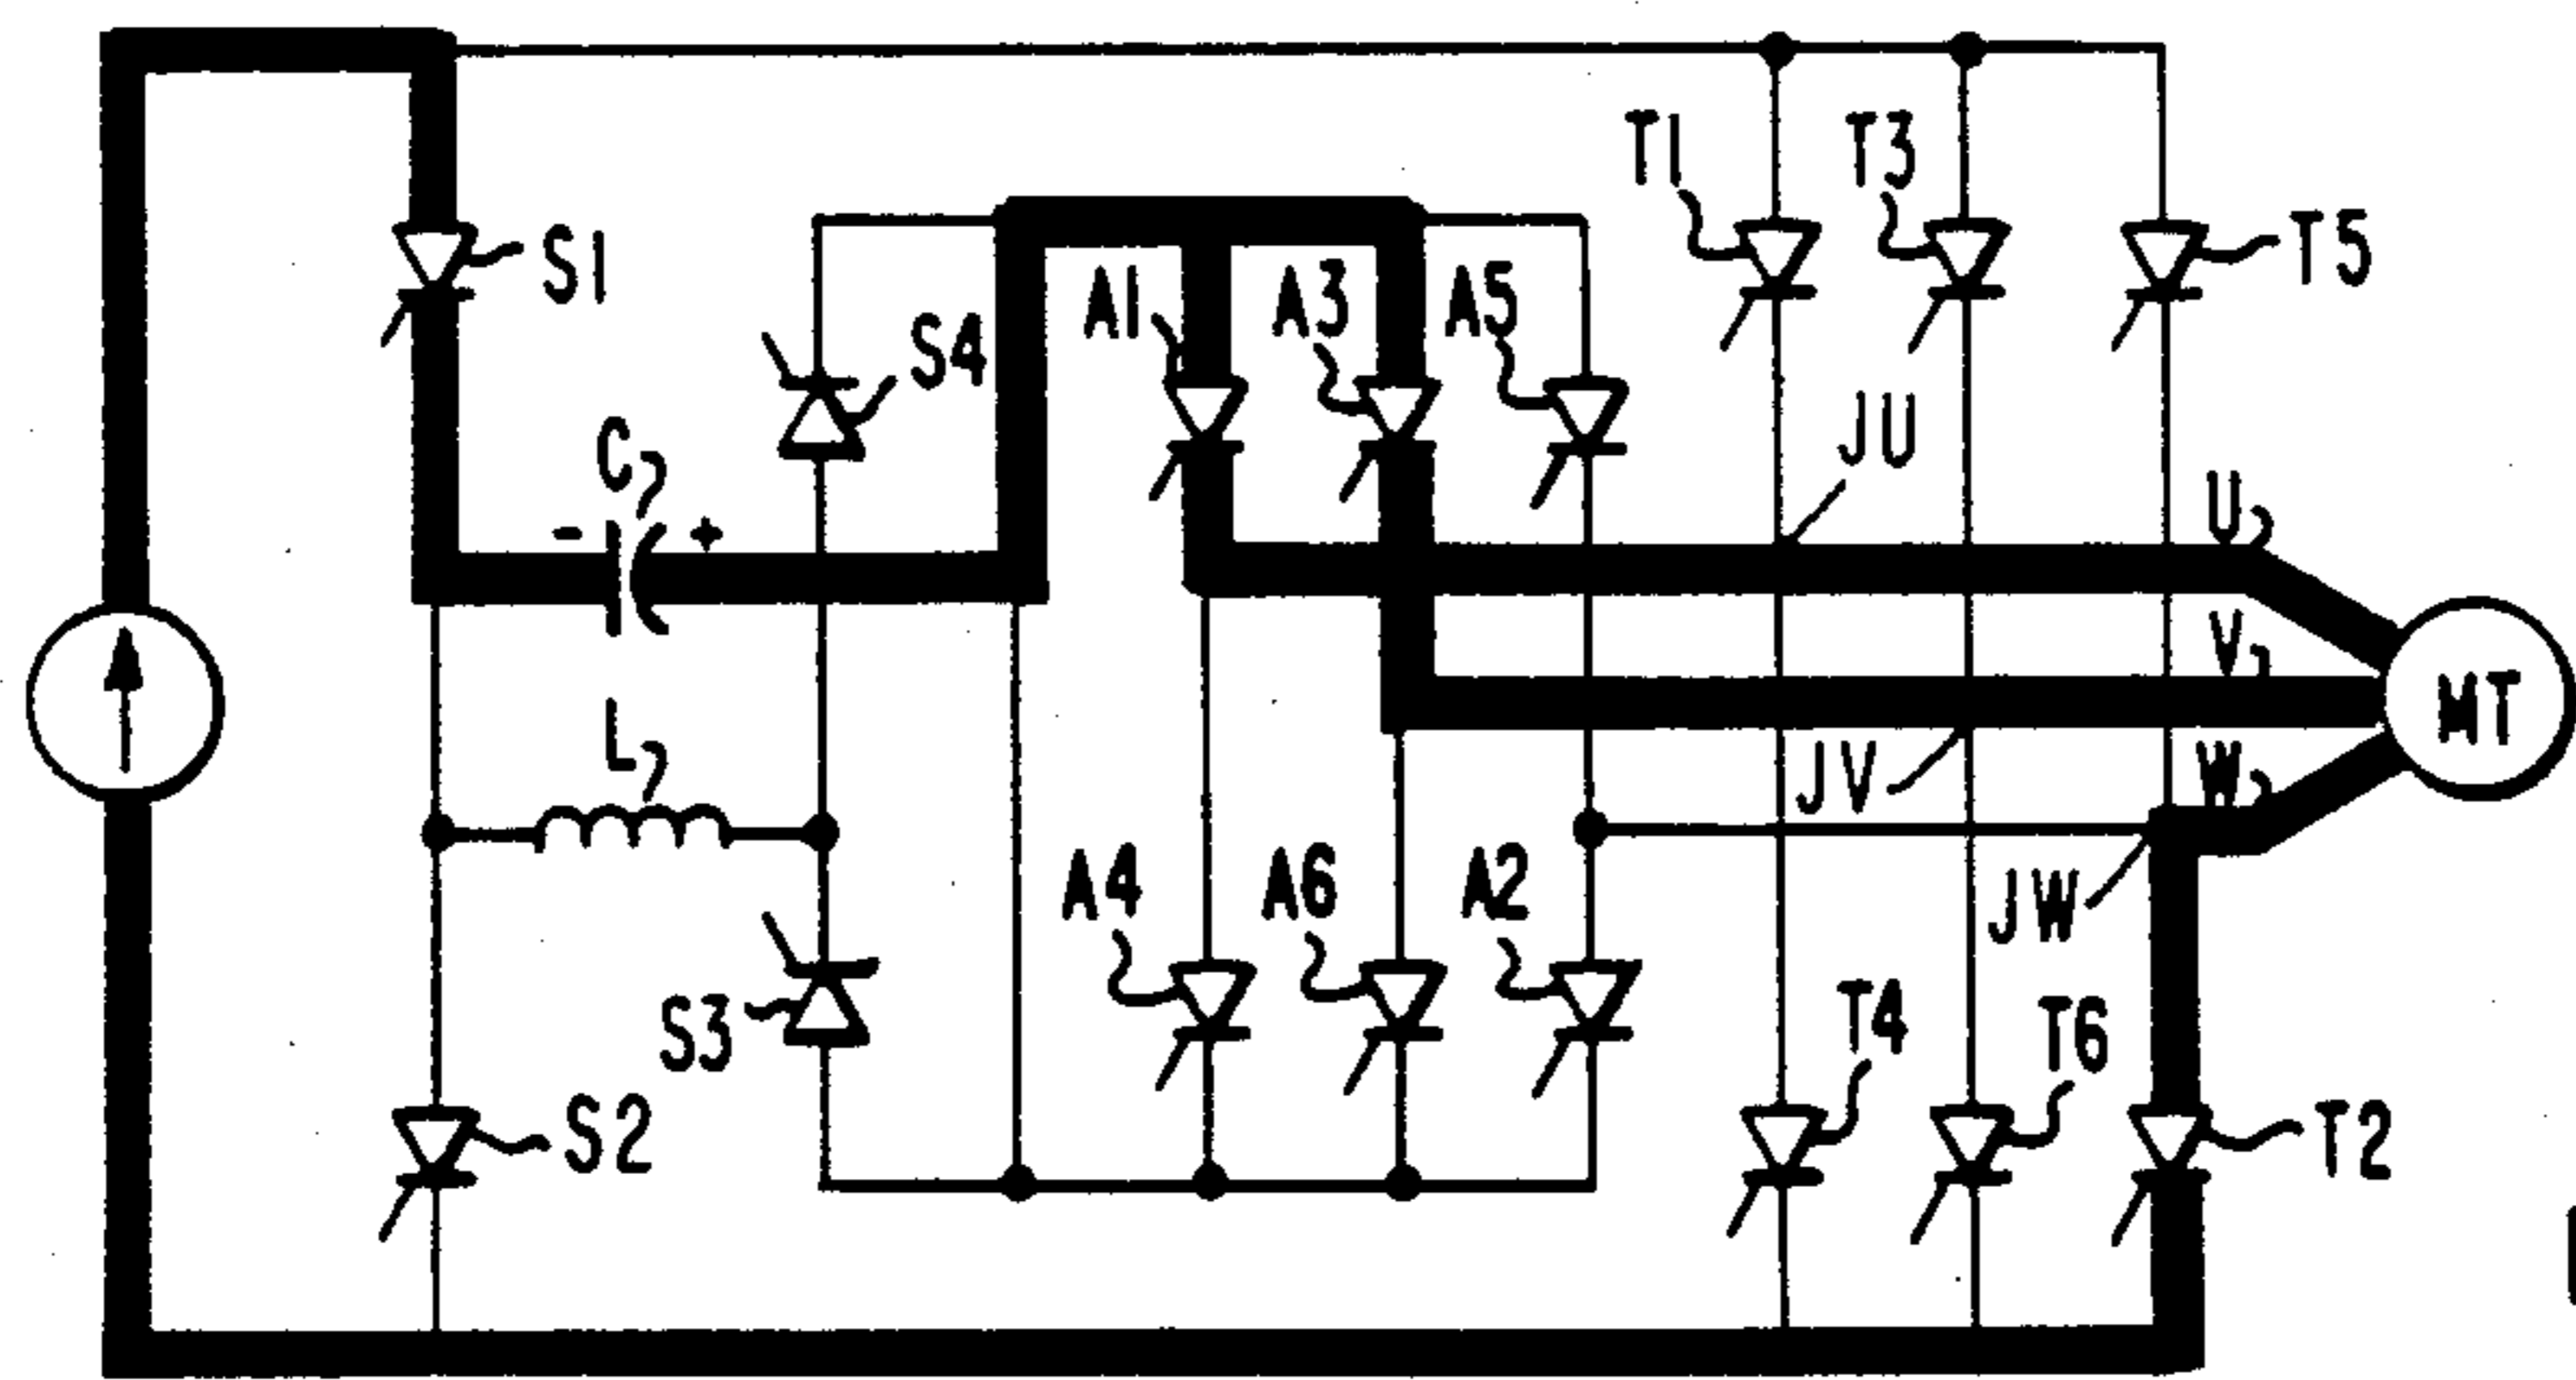 T1 T3
S1 T5
A1 A3 A5
S4
C JU
- +
U
V
L MT
JV W
A4 A6 A2
JW
S3 T4 T6
S2 T2